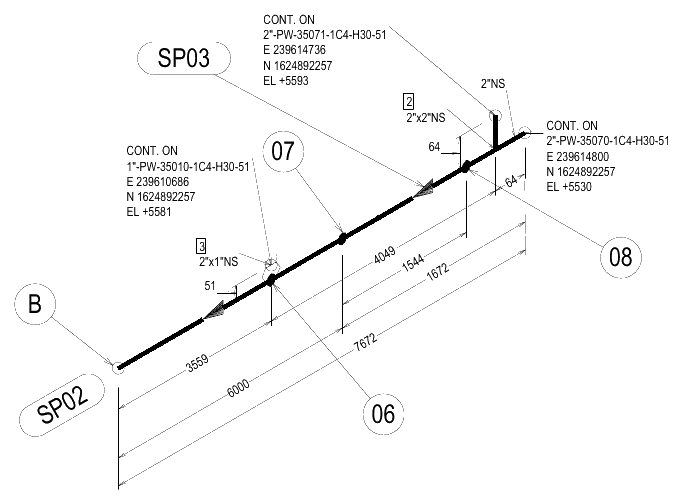 CONT. ON
2"-PW-35071-1C4-H30-51
E 239614736
N 1624892257
EL +5593
SP03
2"NS
2
2"x2"NS
CONT. ON
2"-PW-35070-1C4-H30-51
E 239614800
N 1624892257
EL +5530
64
CONT. ON
1"-PW-35010-1C4-H30-51
E 239610686
N 1624892257
EL +5581
07
64
3
2"x1"NS
51
4049
1544
1672
08
B
3559
6000
7672
SP02
06